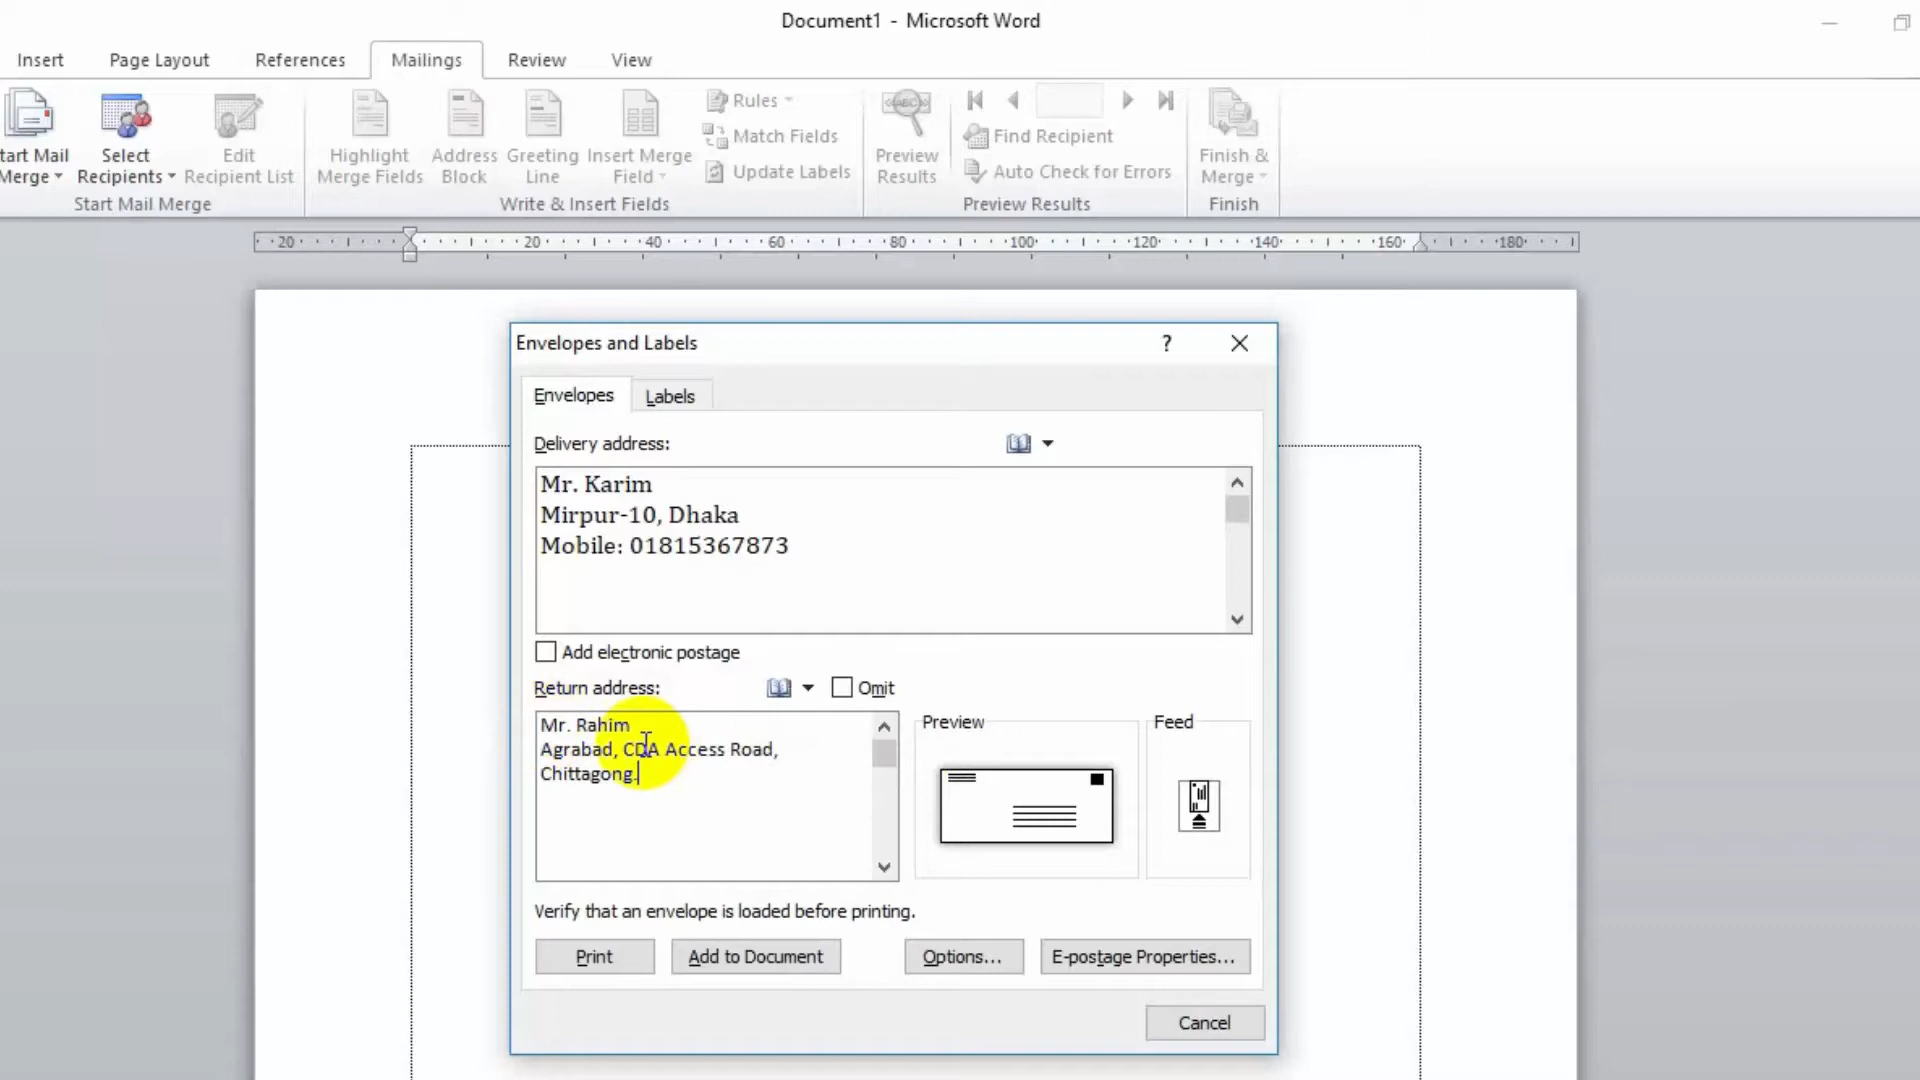 Document1 - Microsoft Word
Insert Page Layout References Mailings Review View
Select Recipients
Edit Recipient List
Highlight Merge Fields
Address Block
Greeting Line
Insert Merge Field
Rules
Match Fields
Update Labels
Preview Results
Find Recipient
Auto Check for Errors
Finish & Merge
tart Mail Merge
Start Mail Merge
Write & Insert Fields
Preview Results
Finish
20 20 40 60 80 100 120 140 160 180
Envelopes and Labels ?
Envelopes Labels
Delivery address:
Mr. Karim
Mirpur-10, Dhaka
Mobile: 01815367873
Add electronic postage
Return address: Omit
Mr. Rahim
Agrabad, CDA Access Road,
Chittagong.
Preview
Feed
Verify that an envelope is loaded before printing.
Print Add to Document Options... E-postage Properties...
Cancel